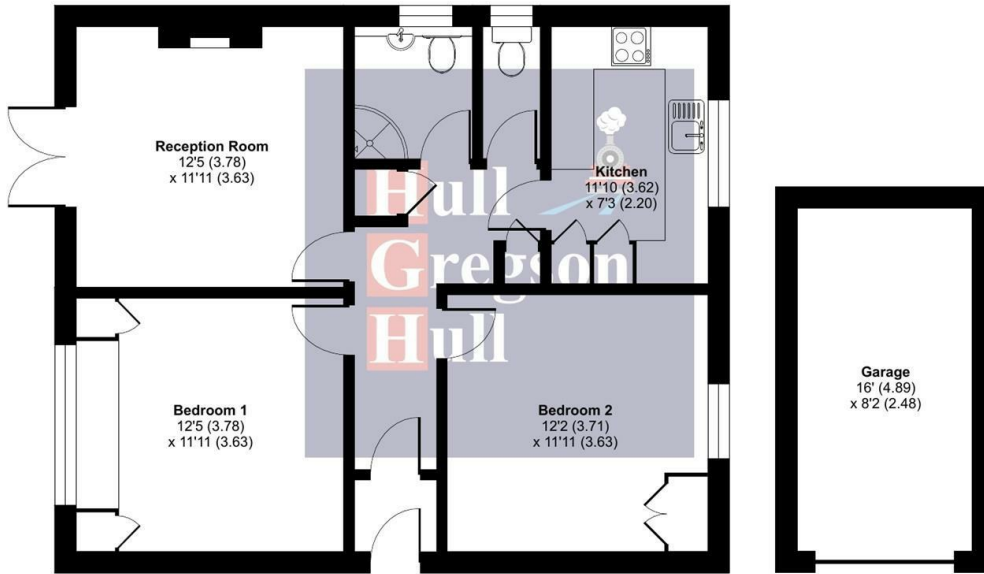 Reception Room
12'5 (3.78)
x 11'11 (3.63)
Kitchen
11'10 (3.62)
x 7'3 (2.20)
Hull
Gregson
Hull
Bedroom 1
12'5 (3.78)
x 11'11 (3.63)
Bedroom 2
12'2 (3.71)
x 11'11 (3.63)
Garage
16' (4.89)
x 8'2 (2.48)